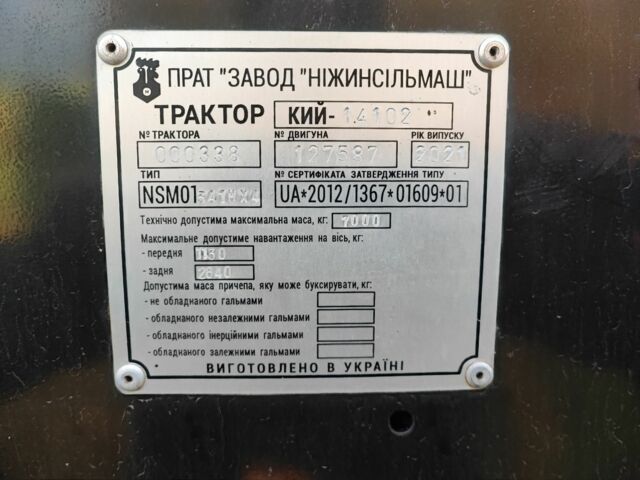 ПРАТ "ЗАВОД "НІЖИНСІЛЬМАШ"
ТРАКТОР КИЙ-14102
№ ТРАКТОРА № ДВИГУНА РІК ВИПУСКУ
000338 127587 2021
ТИП № СЕРТИФІКАТА ЗАТВЕРДЖЕННЯ ТИПУ
NSM01 UA*2012/1367*01609*01
Технічно допустима максимальна маса, кг:
Максимальне допустиме навантаження на вісь, кг:
- передня
- задня 2640
Допустима маса причепа, яку може буксирувати, кг:
- не обладнаного гальмами
- обладнаного незалежними гальмами
- обладнаного інерційними гальмами
- обладнаного залежними гальмами
ВИГОТОВЛЕНО В УКРАЇНІ